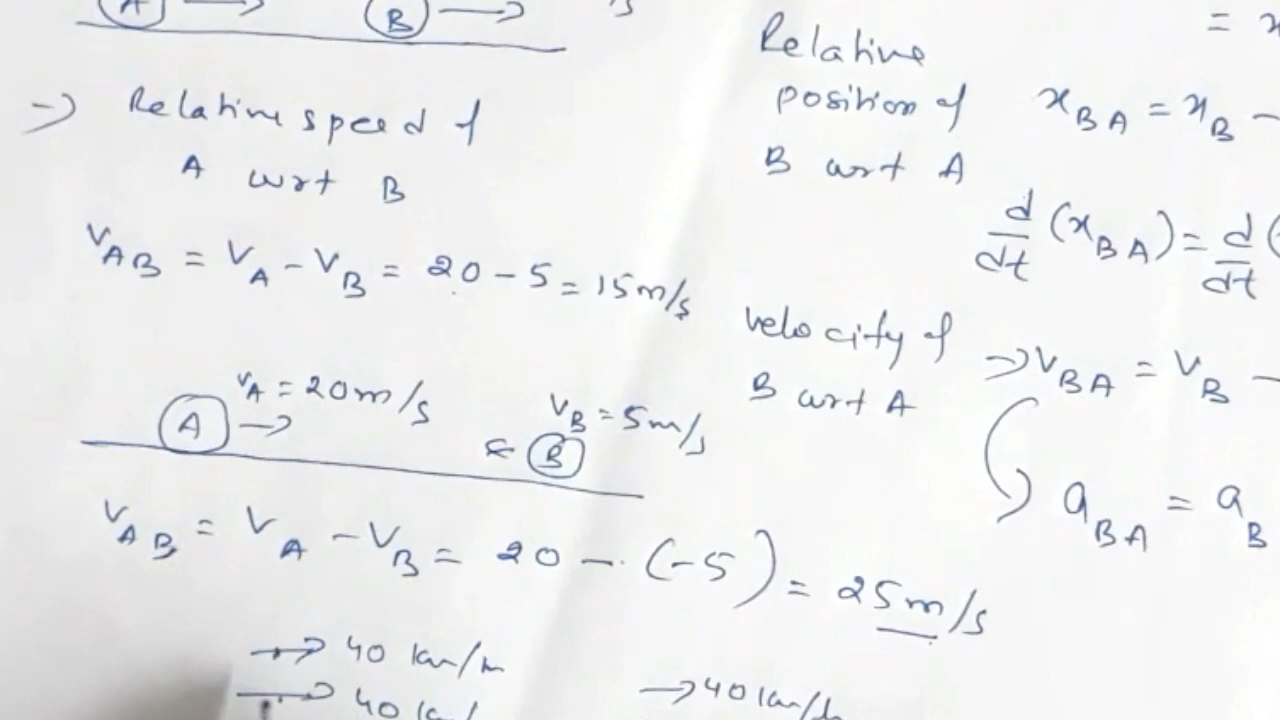 A → B →
→ Relative speed of
A wrt B
V_AB = V_A - V_B = 20 - 5 = 15 m/s
V_A = 20 m/s
V_B = 5 m/s
A → ← B
V_AB = V_A - V_B = 20 - (-5) = 25 m/s
→ 40 km/h
→ 40 km/
→ 40 km/h
Relative
position of
B wrt A
= x
x_BA = x_B -
d/dt (x_BA) = d/dt (
velocity of
B wrt A
→ V_BA = V_B -
a_BA = a_B